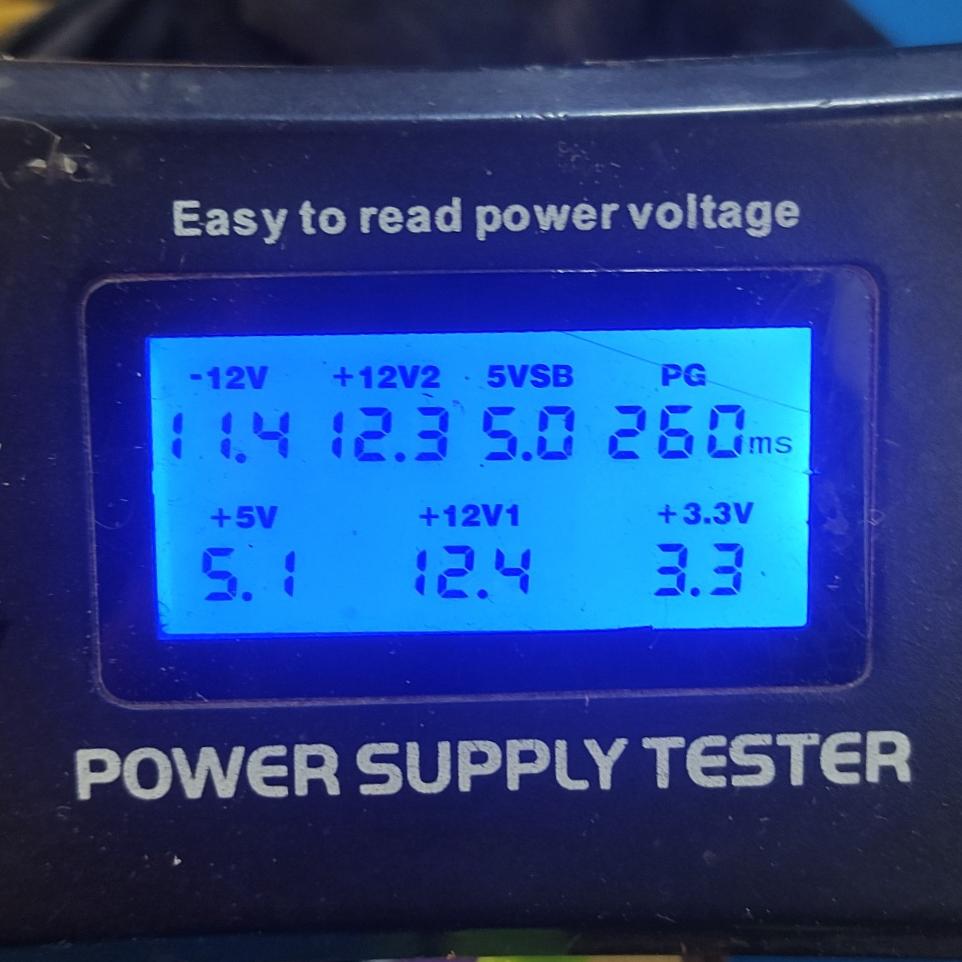 Easy to read power voltage
-12V +12V2 5VSB PG
11.4 12.3 5.0 260ms
+5V +12V1 +3.3V
5.1 12.4 3.3
POWER SUPPLY TESTER